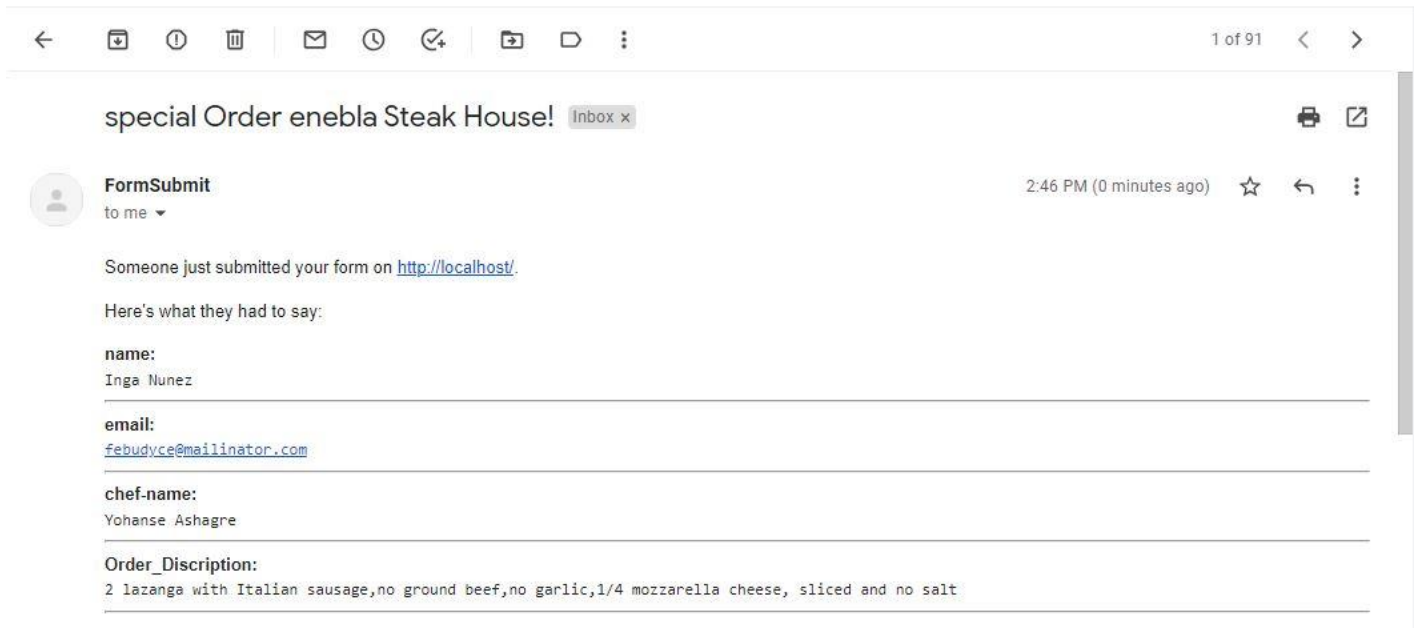 1 of 91
special Order enebla Steak House! Inbox x
FormSubmit 2:46 PM (0 minutes ago)
to me
Someone just submitted your form on http://localhost/.
Here's what they had to say:
name:
Inga Nunez
email:
febudyce@mailinator.com
chef-name:
Yohanse Ashagre
Order_Discription:
2 lazanga with Italian sausage,no ground beef,no garlic,1/4 mozzarella cheese, sliced and no salt